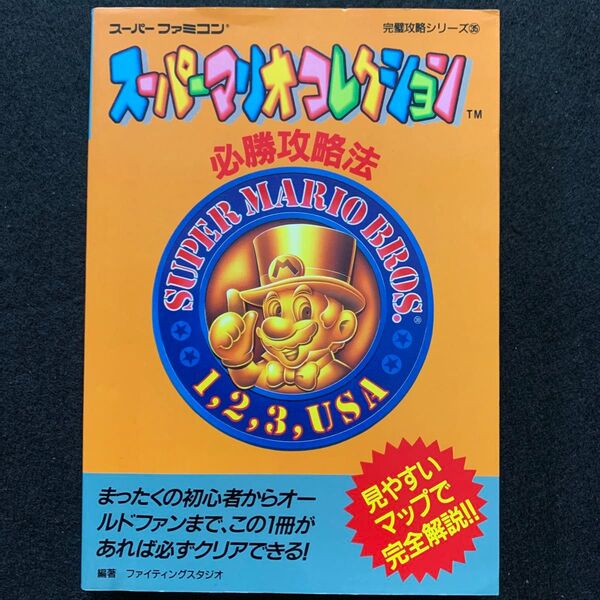 スーパーファミコン®
完璧攻略シリーズ㉟
スーパーマリオコレクション™
必勝攻略法
SUPER MARIO BROS.®
M
1,2,3,USA
まったくの初心者からオー
ルドファンまで、この1冊が
あれば必ずクリアできる!
編著 ファイティングスタジオ
見やすい
マップで
完全解説!!